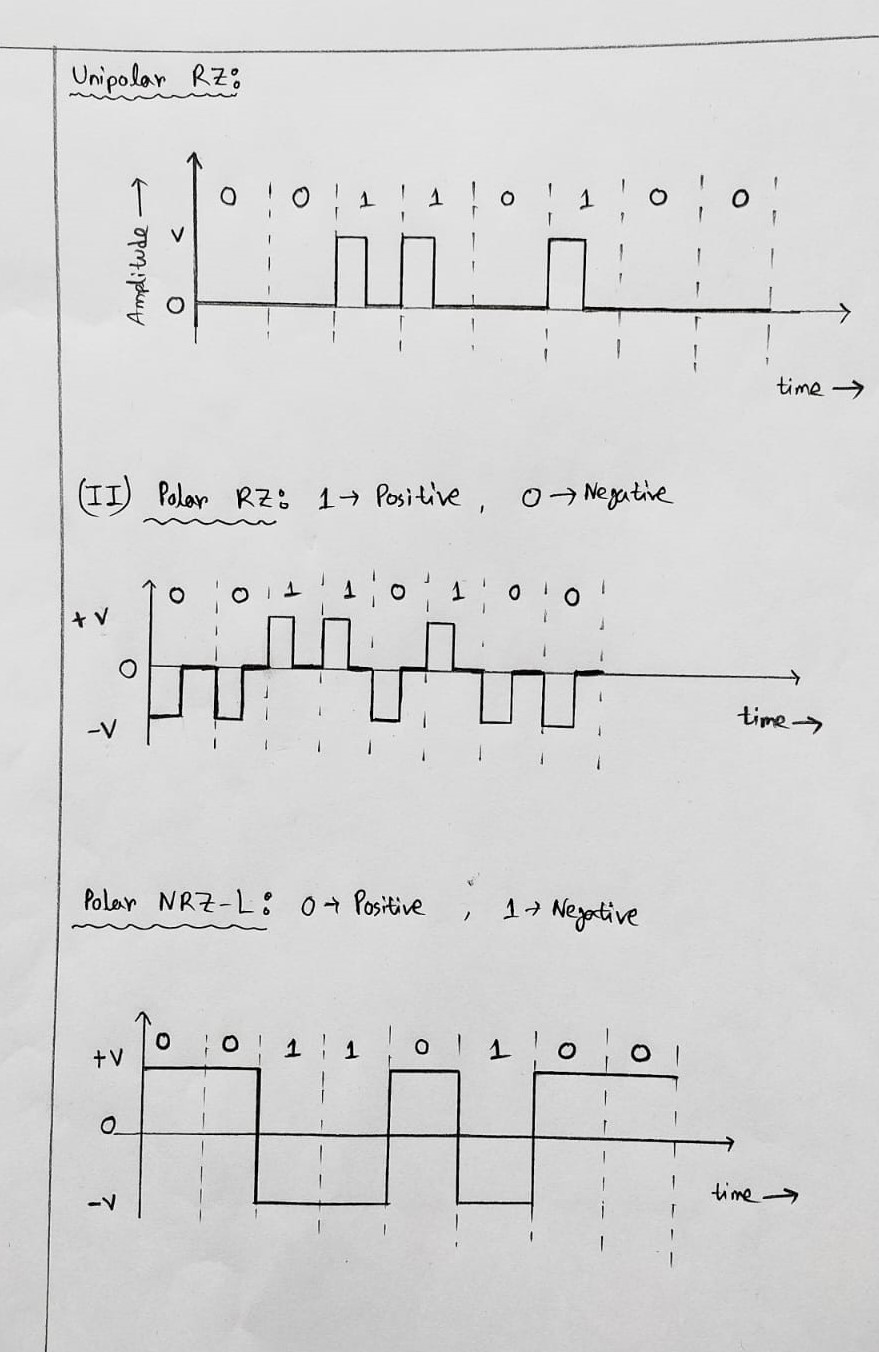 Unipolar RZ:
0 0 1 1 0 1 0 0
Amplitude →
V
0
time →
(II) Polar RZ: 1 → Positive, 0 → Negative
0 0 1 1 0 1 0 0
+V
0
-V
time →
Polar NRZ-L: 0 → Positive, 1 → Negative
0 0 1 1 0 1 0 0
+V
0
-V
time →